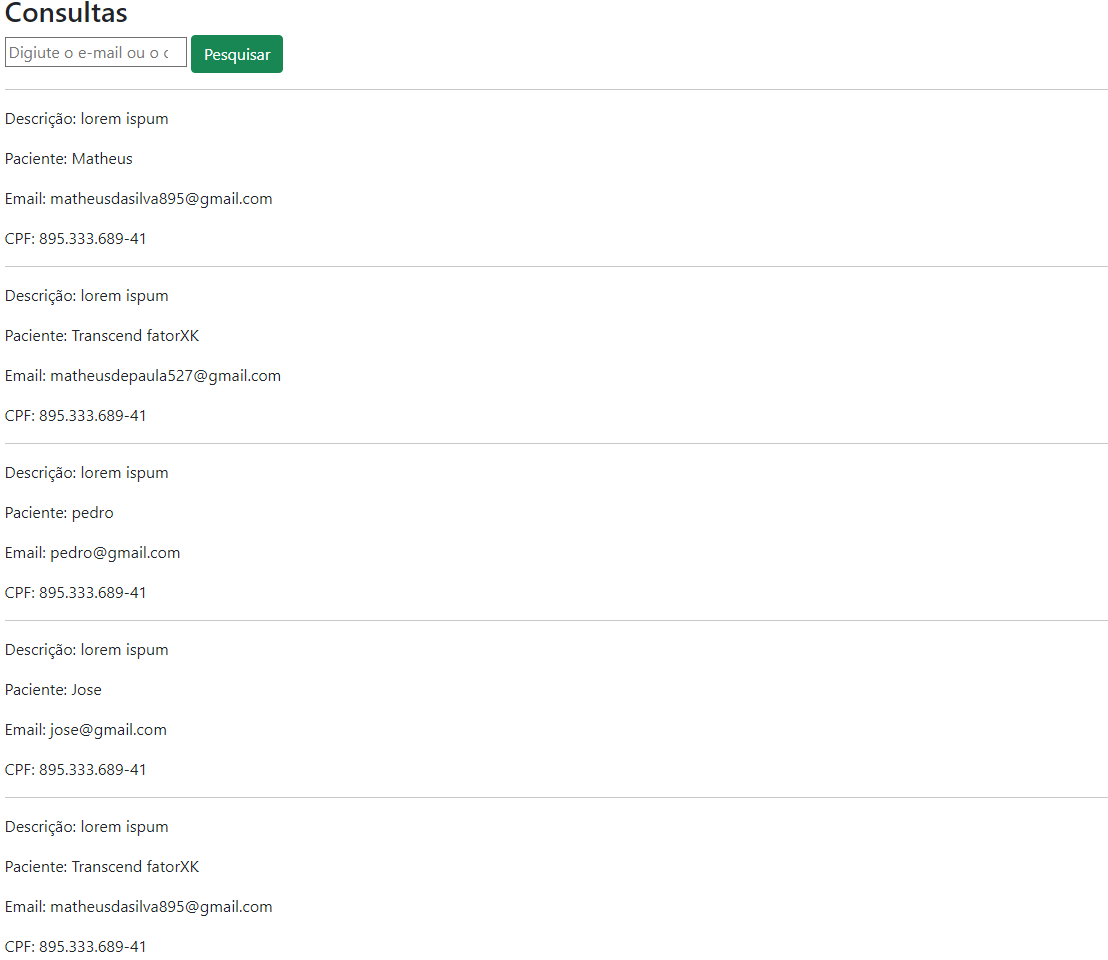 Consultas
Digiute o e-mail ou o c
Pesquisar
Descrição: lorem ispum
Paciente: Matheus
Email: matheusdasilva895@gmail.com
CPF: 895.333.689-41
Descrição: lorem ispum
Paciente: Transcend fatorXK
Email: matheusdepaula527@gmail.com
CPF: 895.333.689-41
Descrição: lorem ispum
Paciente: pedro
Email: pedro@gmail.com
CPF: 895.333.689-41
Descrição: lorem ispum
Paciente: Jose
Email: jose@gmail.com
CPF: 895.333.689-41
Descrição: lorem ispum
Paciente: Transcend fatorXK
Email: matheusdasilva895@gmail.com
CPF: 895.333.689-41